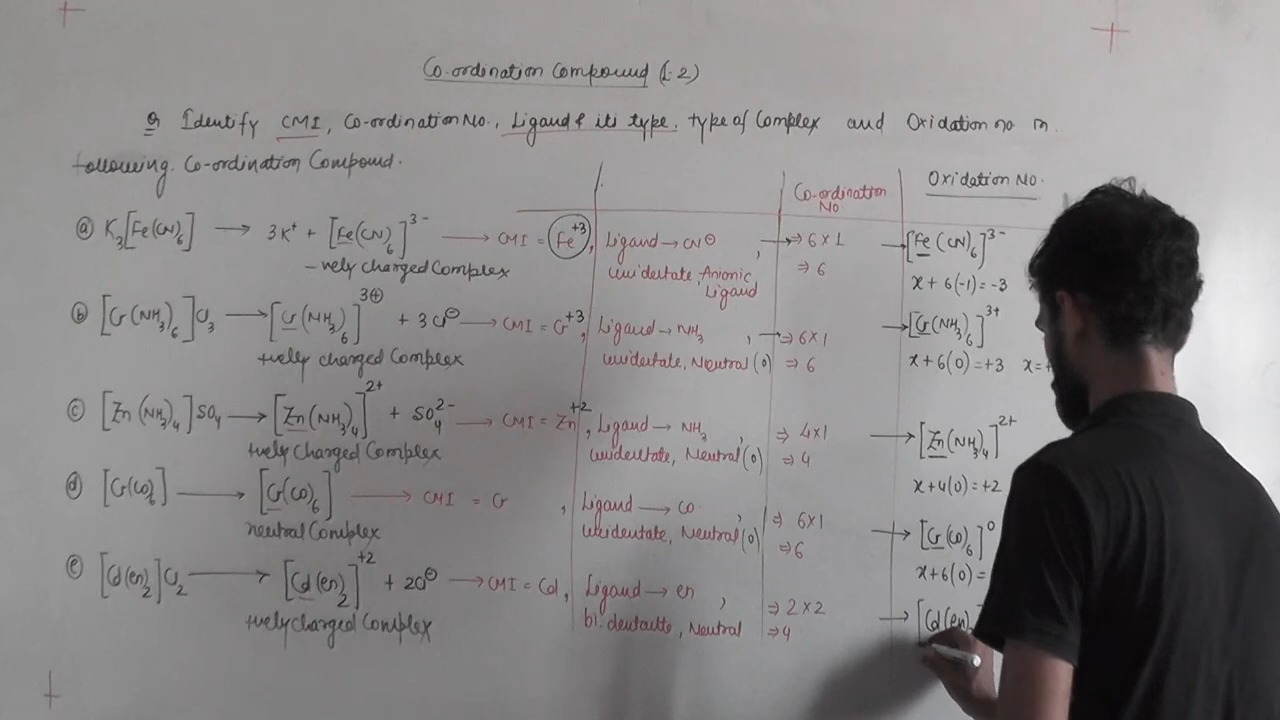 Co-ordination Compound (L.2)
Q Identify CMI, Co-ordination No., Ligand & its type, type of Complex and Oxidation no in
following Co-ordination Compound.
Co-ordination No
Oxidation No.
(a) K₃[Fe(CN)₆] → 3K⁺ + [Fe(CN)₆]³⁻ → CMI = Fe⁺³, Ligand → CN⊖, ⇒ 6×1 → [Fe(CN)₆]³⁻
-vely charged Complex unidentate, Anionic Ligand ⇒ 6 x + 6(-1) = -3
(b) [Cr(NH₃)₆]Cl₃ → [Cr(NH₃)₆]³⊕ + 3Cl⊖ → CMI = Cr⁺³, Ligand → NH₃, → ⇒ 6×1 → [Cr(NH₃)₆]³⁺
+vely charged Complex unidentate, Neutral (0) ⇒ 6 x + 6(0) = +3 x = +
(c) [Zn(NH₃)₄]SO₄ → [Zn(NH₃)₄]²⁺ + SO₄²⁻ → CMI = Zn⁺², Ligand → NH₃, ⇒ 4×1 → [Zn(NH₃)₄]²⁺
+vely Charged Complex unidentate, Neutral (0) ⇒ 4 x + 4(0) = +2
(d) [Cr(CO)₆] → [Cr(CO)₆] → CMI = Cr, Ligand → CO, ⇒ 6×1 → [Cr(CO)₆]⁰
neutral Complex unidentate, Neutral (0) ⇒ 6 x + 6(0) =
(e) [Cd(en)₂]Cl₂ → [Cd(en)₂]⁺² + 2Cl⊖ → CMI = Cd, Ligand → en, ⇒ 2×2 → [Cd(en)₂
+vely charged Complex bi dentatte, Neutral ⇒ 4